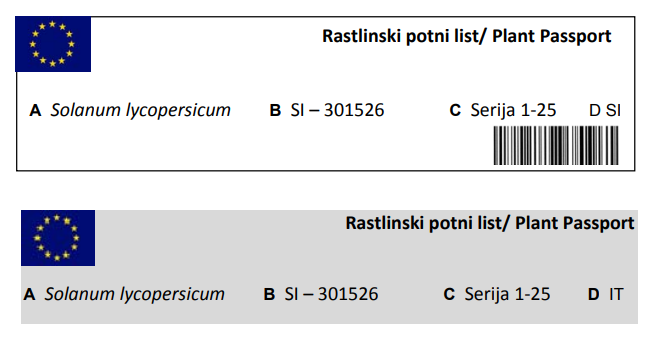 Rastlinski potni list/ Plant Passport
A Solanum lycopersicum B SI – 301526 C Serija 1-25 D SI
Rastlinski potni list/ Plant Passport
A Solanum lycopersicum B SI – 301526 C Serija 1-25 D IT